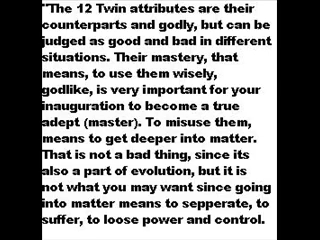 "The 12 Twin attributes are their
counterparts and godly, but can be
judged as good and bad in different
situations. Their mastery, that
means, to use them wisely,
godlike, is very important for your
inauguration to become a true
adept (master). To misuse them,
means to get deeper into matter.
That is not a bad thing, since its
also a part of evolution, but it is
not what you may want since going
into matter means to sepperate, to
suffer, to loose power and control.